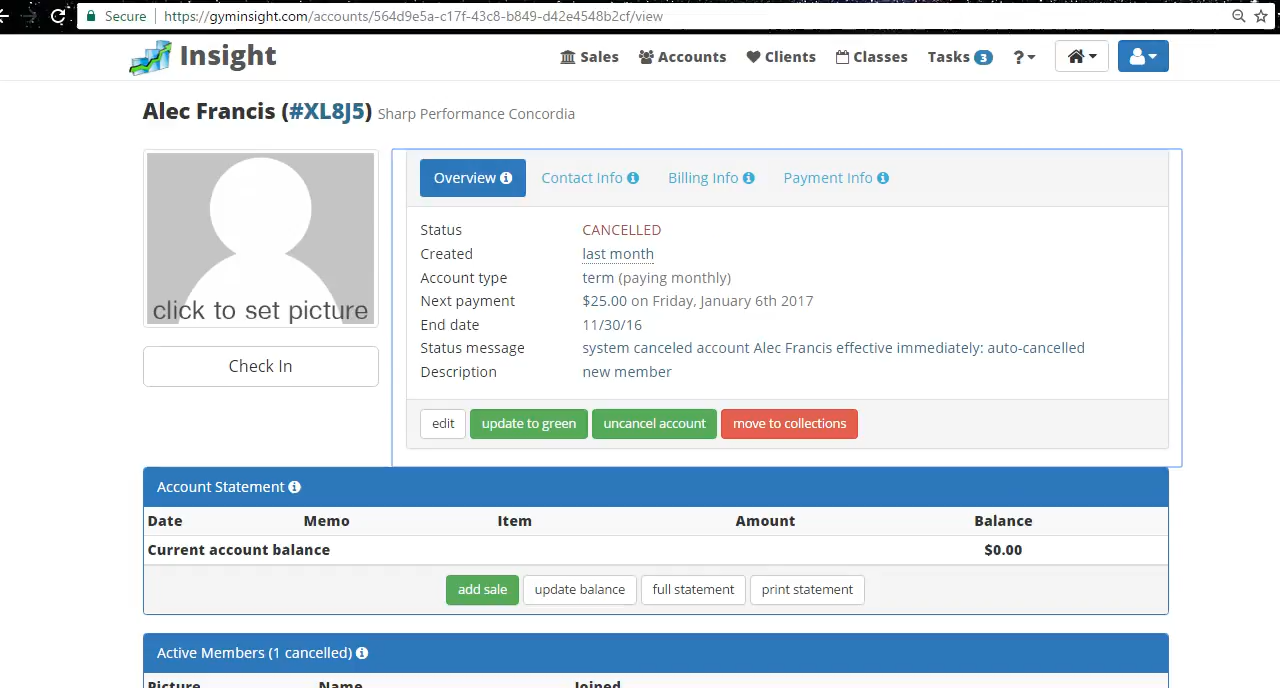 Secure https://gyminsight.com/accounts/564d9e5a-c17f-43c8-b849-d42e4548b2cf/view
Insight Sales Accounts Clients Classes Tasks 3 ?
Alec Francis (#XL8J5) Sharp Performance Concordia
click to set picture
Check In
Overview Contact Info Billing Info Payment Info
Status CANCELLED
Created last month
Account type term (paying monthly)
Next payment $25.00 on Friday, January 6th 2017
End date 11/30/16
Status message system canceled account Alec Francis effective immediately: auto-cancelled
Description new member
edit update to green uncancel account move to collections
Account Statement
Date Memo Item Amount Balance
Current account balance $0.00
add sale update balance full statement print statement
Active Members (1 cancelled)
Picture Name Joined